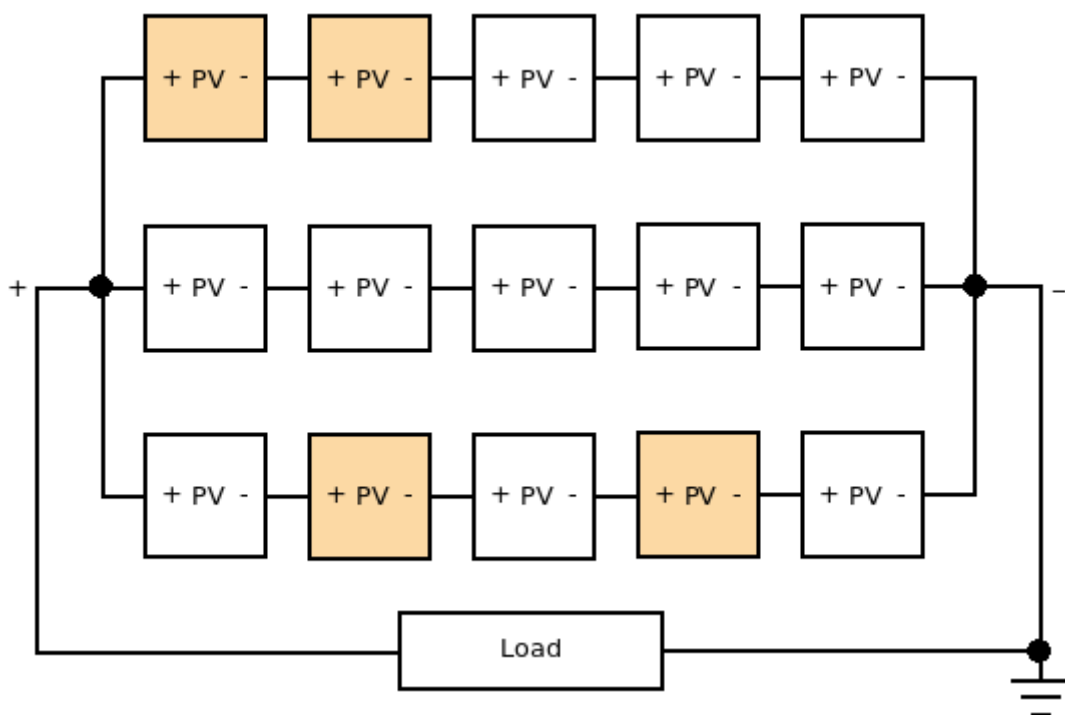 + PV - + PV - + PV - + PV - + PV -
+ + PV - + PV - + PV - + PV - + PV - −
+ PV - + PV - + PV - + PV - + PV -
Load